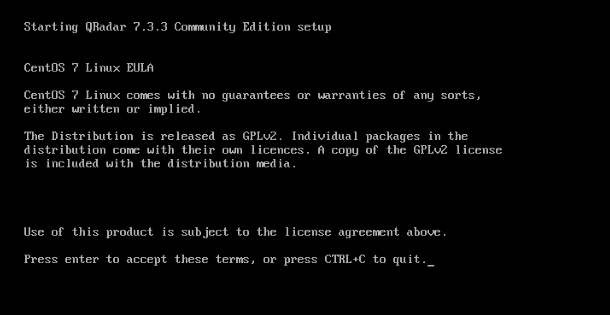 Starting QRadar 7.3.3 Community Edition setup
CentOS 7 Linux EULA
CentOS 7 Linux comes with no guarantees or warranties of any sorts,
either written or implied.
The Distribution is released as GPLv2. Individual packages in the
distribution come with their own licences. A copy of the GPLv2 license
is included with the distribution media.
Use of this product is subject to the license agreement above.
Press enter to accept these terms, or press CTRL+C to quit._